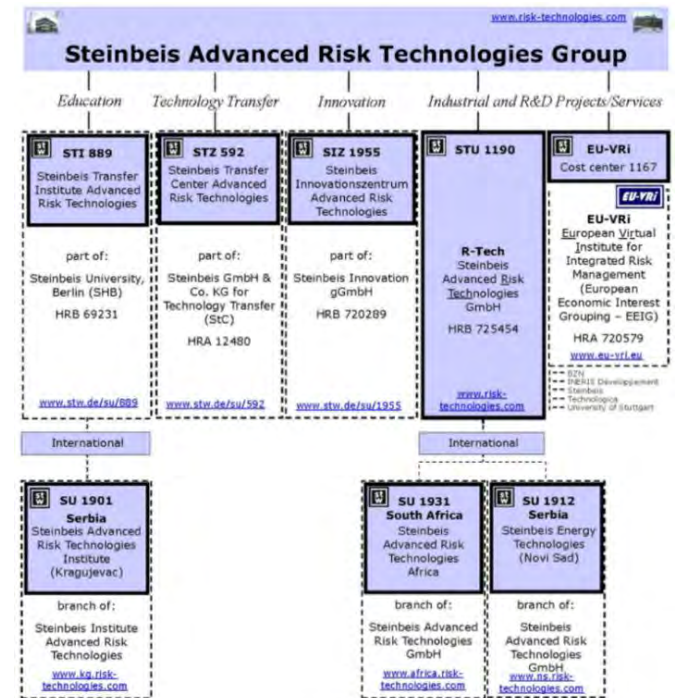 www.risk-technologies.com
Steinbeis Advanced Risk Technologies Group
Education
Technology Transfer
Innovation
Industrial and R&D Projects/Services
STI 889
Steinbeis Transfer
Institute Advanced
Risk Technologies
part of:
Steinbeis University,
Berlin (SHB)
HRB 69231
www.stw.de/su/889
STZ 592
Steinbeis Transfer
Center Advanced
Risk Technologies
part of:
Steinbeis GmbH &
Co. KG for
Technology Transfer
(StC)
HRA 12480
www.stw.de/su/592
SIZ 1955
Steinbeis
Innovationszentrum
Advanced Risk
Technologies
part of:
Steinbeis Innovation
gGmbH
HRB 720289
www.stw.de/su/1955
STU 1190
R-Tech
Steinbeis
Advanced Risk
Technologies
GmbH
HRB 725454
www.risk-
technologies.com
EU-VRi
Cost center 1167
EU-VRi
EU-VRi
European Virtual
Institute for
Integrated Risk
Management
(European
Economic Interest
Grouping – EEIG)
HRA 720579
www.eu-vri.eu
BZN
INERIS Développement
Steinbeis
Technologica
University of Stuttgart
International
International
SU 1901
Serbia
Steinbeis Advanced
Risk Technologies
Institute
(Kragujevac)
branch of:
Steinbeis Institute
Advanced Risk
Technologies
www.kg.risk-
technologies.com
SU 1931
South Africa
Steinbeis
Advanced Risk
Technologies
Africa
branch of:
Steinbeis Advanced
Risk Technologies
GmbH
www.africa.risk-
technologies.com
SU 1912
Serbia
Steinbeis Energy
Technologies
(Novi Sad)
branch of:
Steinbeis
Advanced Risk
Technologies
GmbH
www.ns.risk-
technologies.com